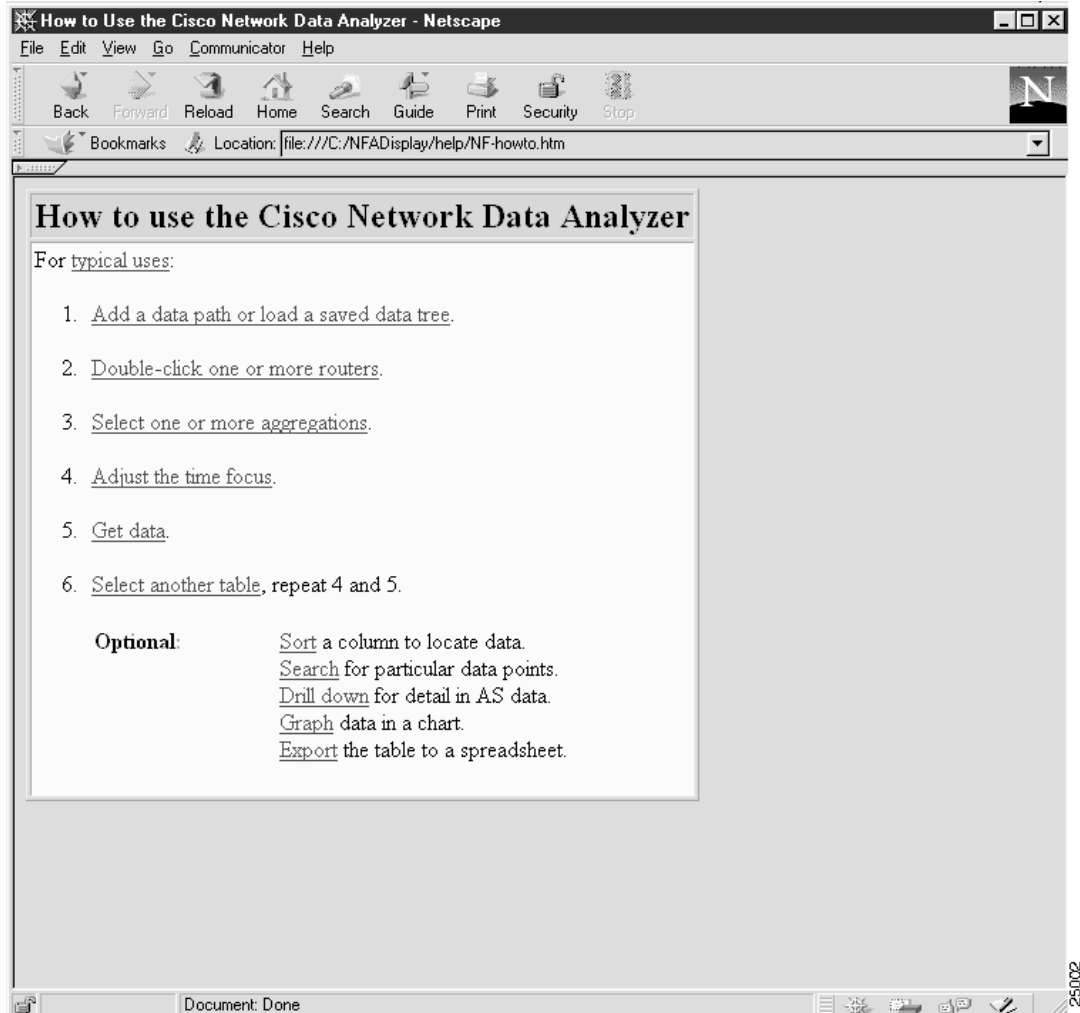 How to Use the Cisco Network Data Analyzer - Netscape
File Edit View Go Communicator Help
N
Back Forward Reload Home Search Guide Print Security Stop
Bookmarks Location: file:///C:/NFADisplay/help/NF-howto.htm
How to use the Cisco Network Data Analyzer
For typical uses:
1. Add a data path or load a saved data tree.
2. Double-click one or more routers.
3. Select one or more aggregations.
4. Adjust the time focus.
5. Get data.
6. Select another table, repeat 4 and 5.
Optional: Sort a column to locate data.
Search for particular data points.
Drill down for detail in AS data.
Graph data in a chart.
Export the table to a spreadsheet.
Document: Done
25002